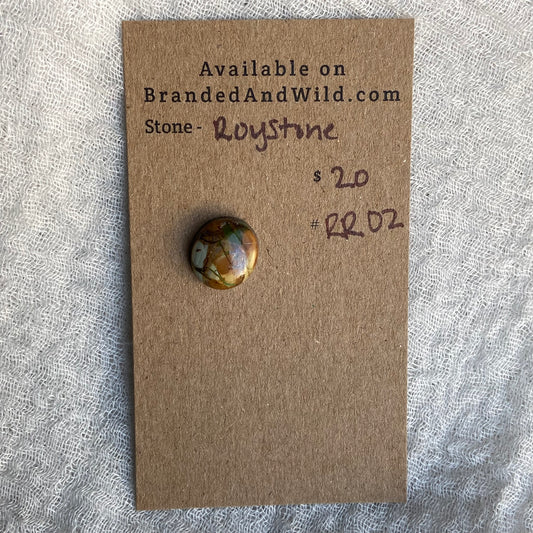 Available on
BrandedAndWild.com
Stone - Roystone
$ 20
# RR02